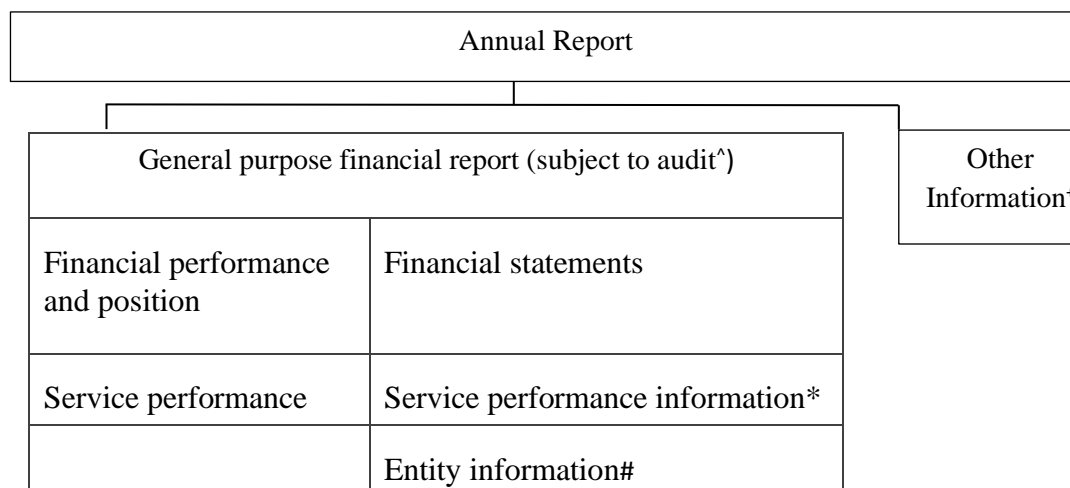 Annual Report
General purpose financial report (subject to audit^)
Other
Information
Financial performance
and position
Financial statements
Service performance
Service performance information*
Entity information#